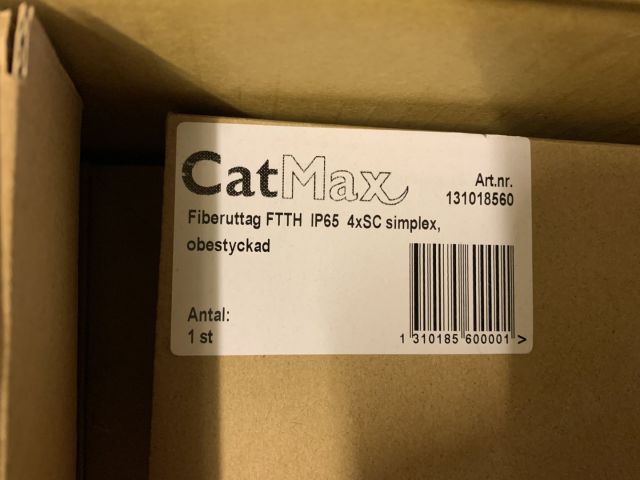 CatMax
Art.nr.
131018560
Fiberuttag FTTH IP65 4xSC simplex,
obestyckad
Antal:
1 st
1 310185 600001 >